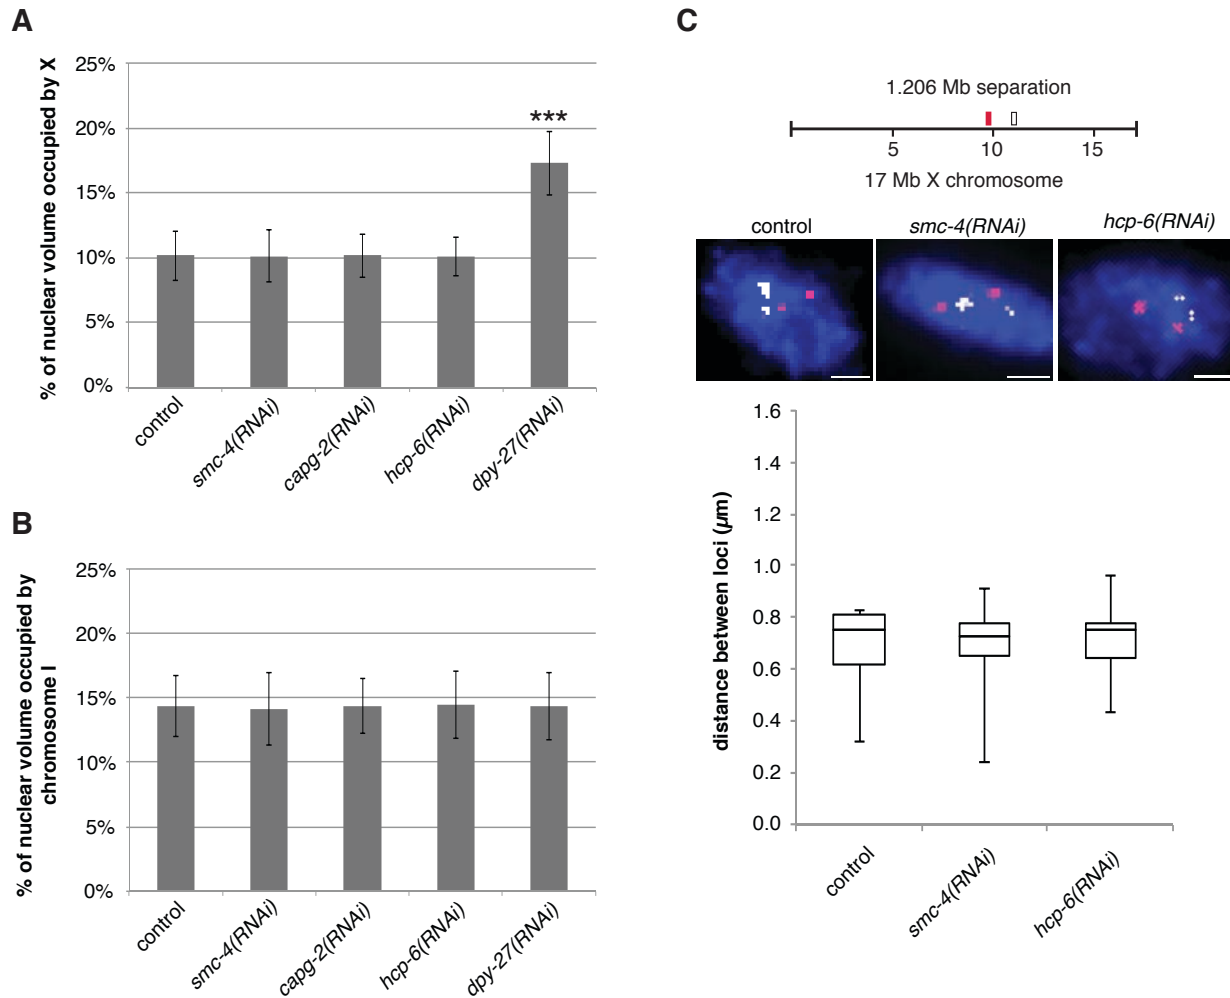 A
% of nuclear volume occupied by X
25%
20%
15%
10%
5%
0%
***
control
smc-4(RNAi)
capg-2(RNAi)
hcp-6(RNAi)
dpy-27(RNAi)
B
% of nuclear volume occupied by
chromosome I
25%
20%
15%
10%
5%
0%
control
smc-4(RNAi)
capg-2(RNAi)
hcp-6(RNAi)
dpy-27(RNAi)
C
1.206 Mb separation
5 10 15
17 Mb X chromosome
control smc-4(RNAi) hcp-6(RNAi)
distance between loci (µm)
1.6
1.4
1.2
1.0
0.8
0.6
0.4
0.2
0.0
control
smc-4(RNAi)
hcp-6(RNAi)